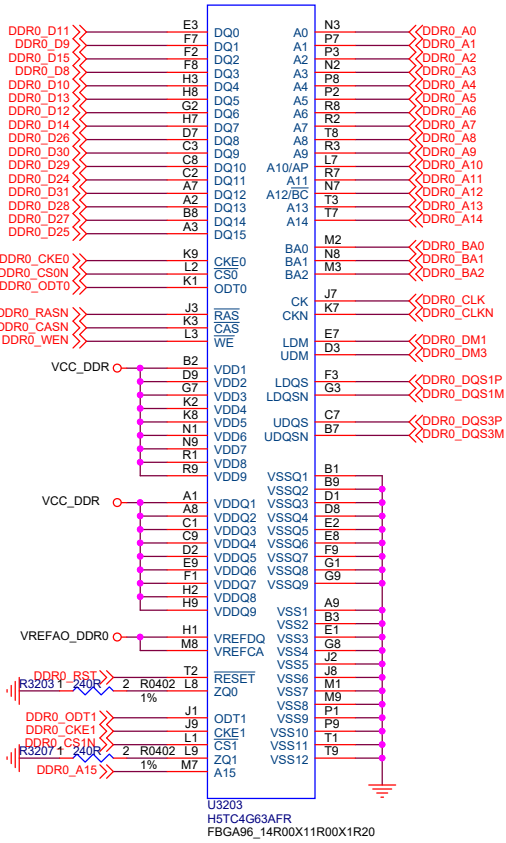 DDR0_D11 E3 DQ0 A0 N3 DDR0_A0
DDR0_D9 F7 DQ1 A1 P7 DDR0_A1
DDR0_D15 F2 DQ2 A2 P3 DDR0_A2
DDR0_D8 F8 DQ3 A3 N2 DDR0_A3
DDR0_D10 H3 DQ4 A4 P8 DDR0_A4
DDR0_D13 H8 DQ5 A5 P2 DDR0_A5
DDR0_D12 G2 DQ6 A6 R8 DDR0_A6
DDR0_D14 H7 DQ7 A7 R2 DDR0_A7
DDR0_D26 D7 DQ8 A8 T8 DDR0_A8
DDR0_D30 C3 DQ9 A9 R3 DDR0_A9
DDR0_D29 C8 DQ10 A10/AP L7 DDR0_A10
DDR0_D24 C2 DQ11 A11 R7 DDR0_A11
DDR0_D31 A7 DQ12 A12/BC N7 DDR0_A12
DDR0_D28 A2 DQ13 A13 T3 DDR0_A13
DDR0_D27 B8 DQ14 A14 T7 DDR0_A14
DDR0_D25 A3 DQ15
BA0 M2 DDR0_BA0
DDR0_CKE0 K9 CKE0 BA1 N8 DDR0_BA1
DDR0_CS0N L2 CS0 BA2 M3 DDR0_BA2
DDR0_ODT0 K1 ODT0
CK J7 DDR0_CLK
DDR0_RASN J3 RAS CKN K7 DDR0_CLKN
DDR0_CASN K3 CAS
DDR0_WEN L3 WE LDM E7 DDR0_DM1
UDM D3 DDR0_DM3
VCC_DDR B2 VDD1
D9 VDD2 LDQS F3 DDR0_DQS1P
G7 VDD3 LDQSN G3 DDR0_DQS1M
K2 VDD4
K8 VDD5 UDQS C7 DDR0_DQS3P
N1 VDD6 UDQSN B7 DDR0_DQS3M
N9 VDD7
R1 VDD8
R9 VDD9 VSSQ1 B1
VSSQ2 B9
VCC_DDR A1 VDDQ1 VSSQ3 D1
A8 VDDQ2 VSSQ4 D8
C1 VDDQ3 VSSQ5 E2
C9 VDDQ4 VSSQ6 E8
D2 VDDQ5 VSSQ7 F9
E9 VDDQ6 VSSQ8 G1
F1 VDDQ7 VSSQ9 G9
H2 VDDQ8
H9 VDDQ9 VSS1 A9
VSS2 B3
VREFAO_DDR0 H1 VREFDQ VSS3 E1
M8 VREFCA VSS4 G8
VSS5 J2
DDR0_RST T2 RESET VSS6 J8
R3203 1 240R 2 R0402 L8 ZQ0 VSS7 M1
1% VSS8 M9
DDR0_ODT1 J1 ODT1 VSS9 P1
DDR0_CKE1 J9 CKE1 VSS10 P9
DDR0_CS1N L1 CS1 VSS11 T1
R3207 1 240R 2 R0402 L9 ZQ1 VSS12 T9
1%
DDR0_A15 M7 A15
U3203
H5TC4G63AFR
FBGA96_14R00X11R00X1R20